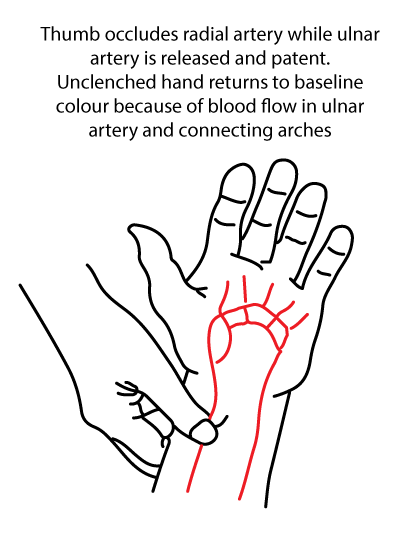 Thumb occludes radial artery while ulnar
artery is released and patent.
Unclenched hand returns to baseline
colour because of blood flow in ulnar
artery and connecting arches